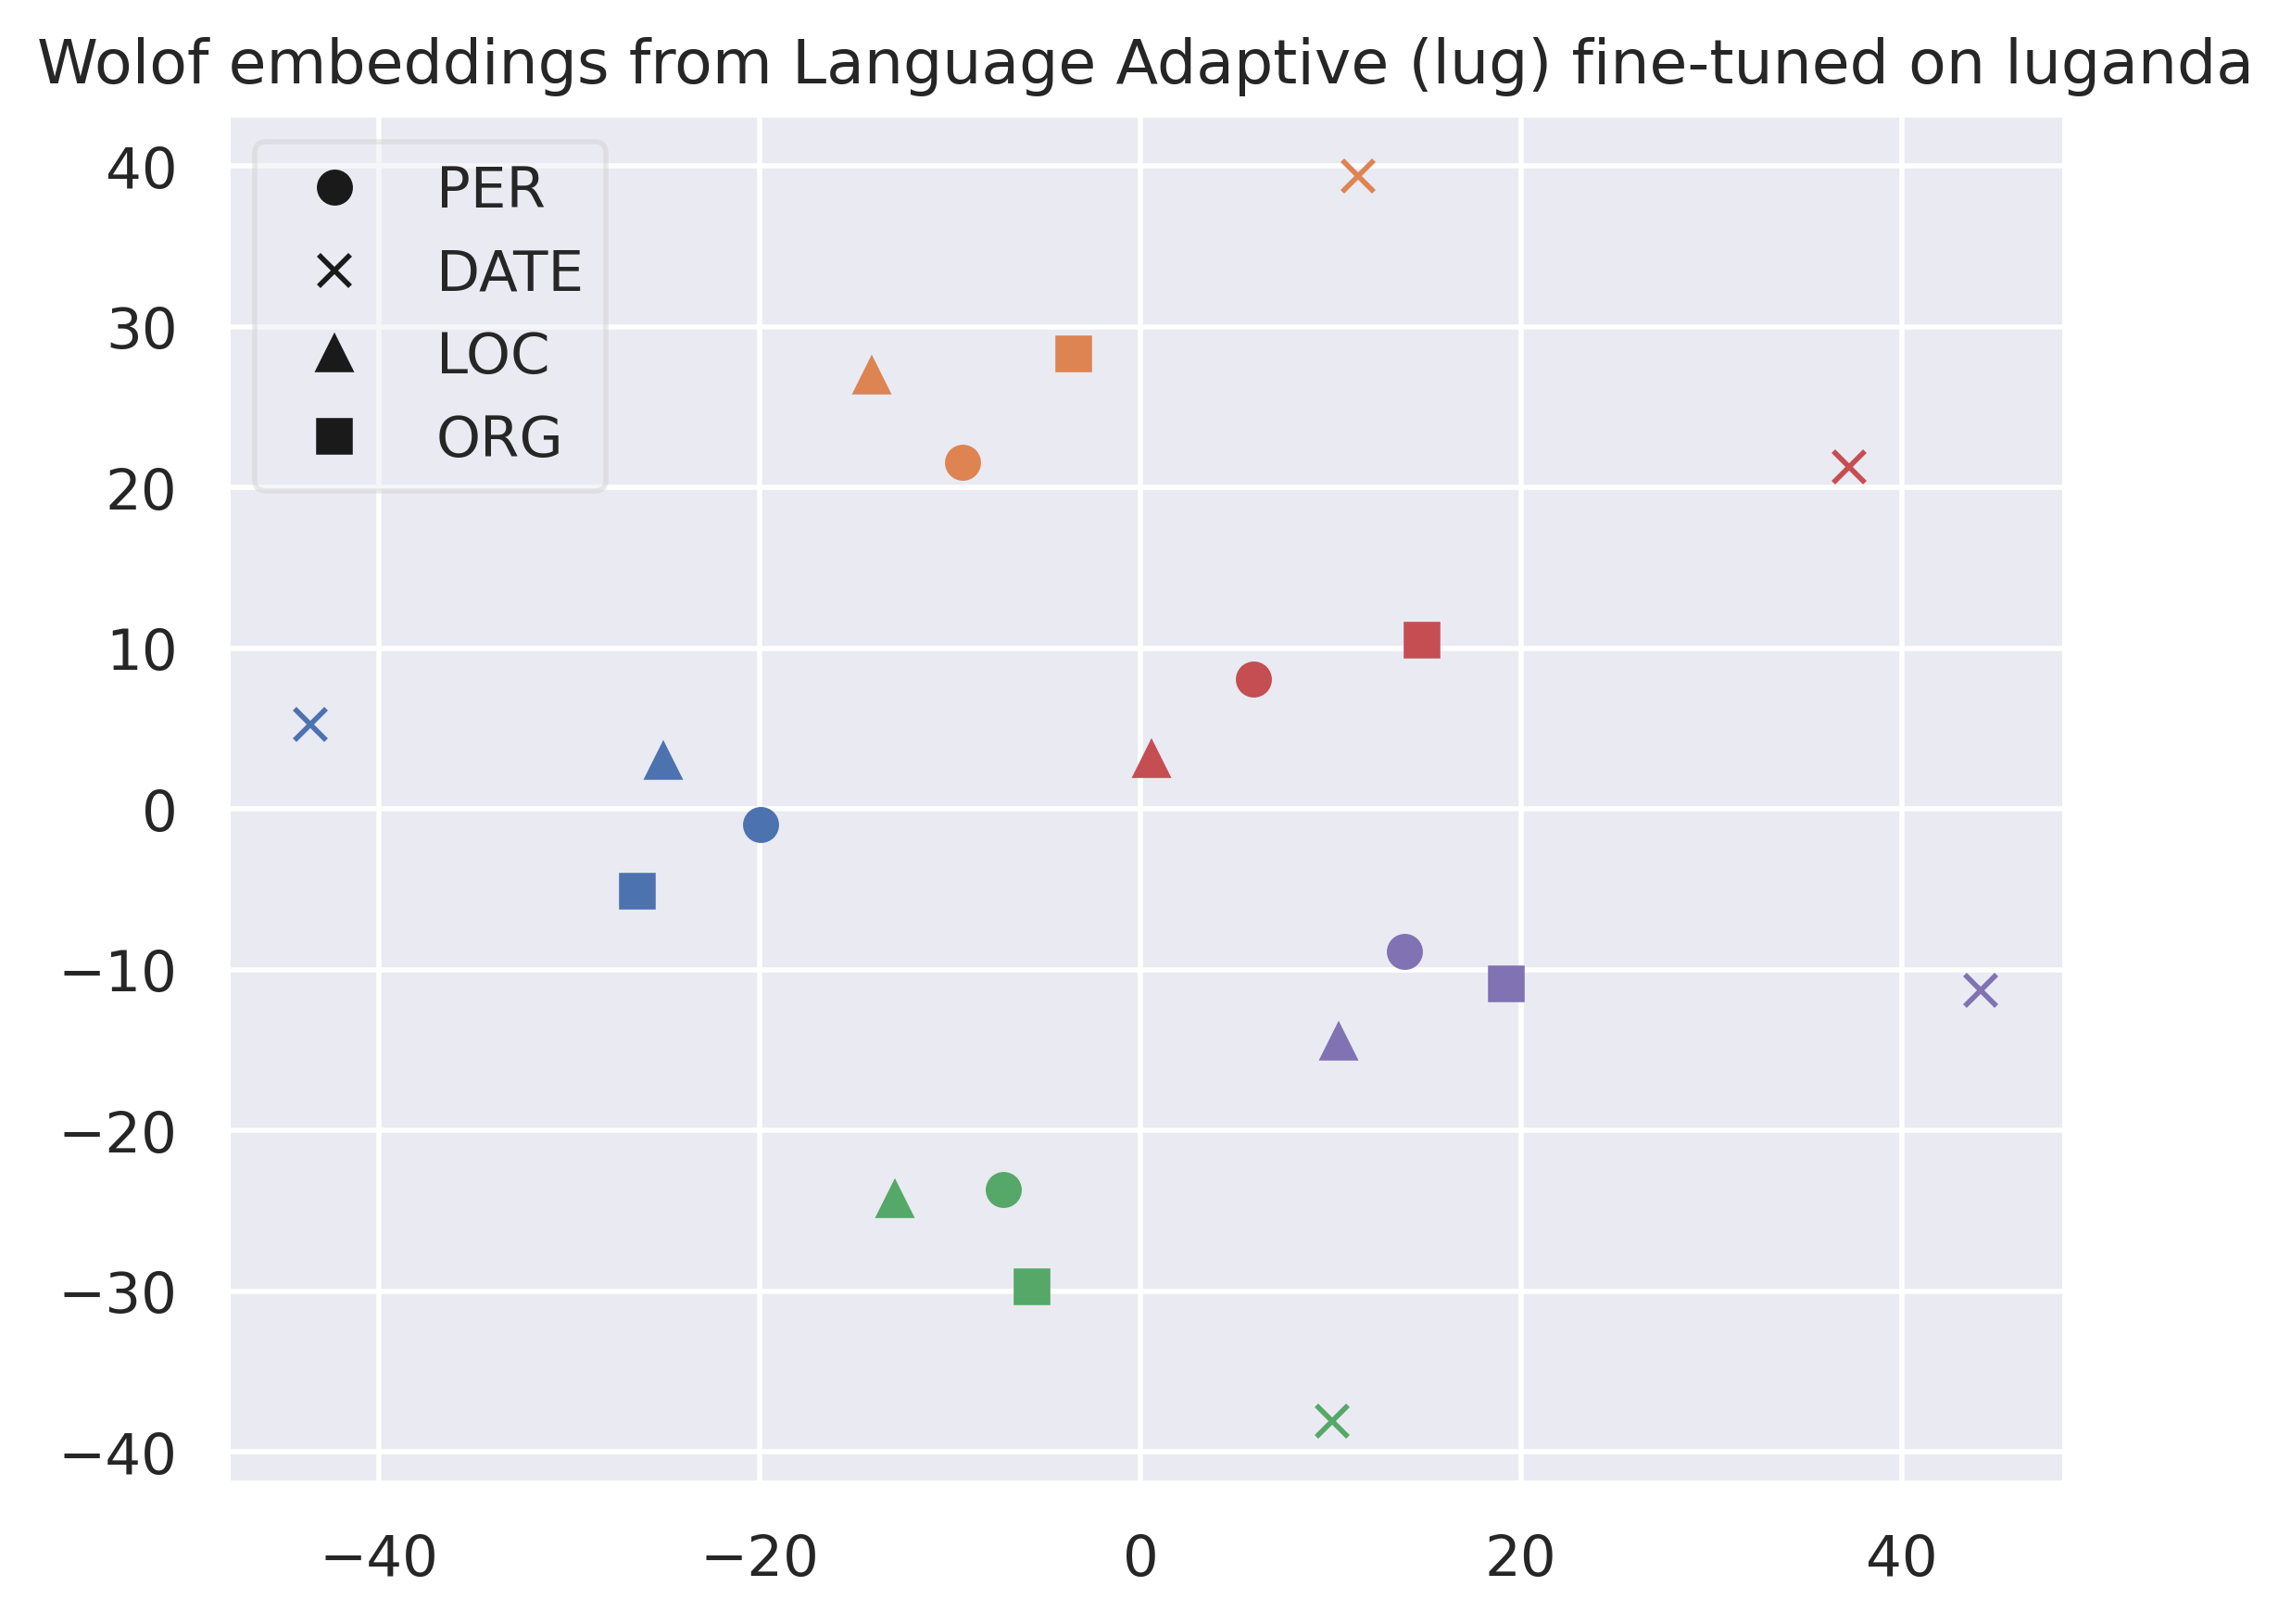 Wolof embeddings from Language Adaptive (lug) fine-tuned on luganda
PER
DATE
LOC
ORG
40
30
20
10
0
−10
−20
−30
−40
−40 −20 0 20 40